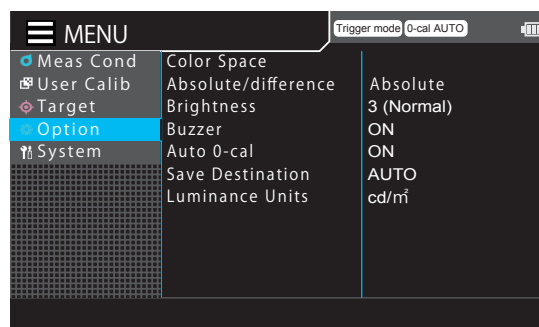 MENU
Trigger mode 0-cal AUTO
Meas Cond
User Calib
Target
Option
System
Color Space
Absolute/difference Absolute
Brightness 3 (Normal)
Buzzer ON
Auto 0-cal ON
Save Destination AUTO
Luminance Units cd/㎡